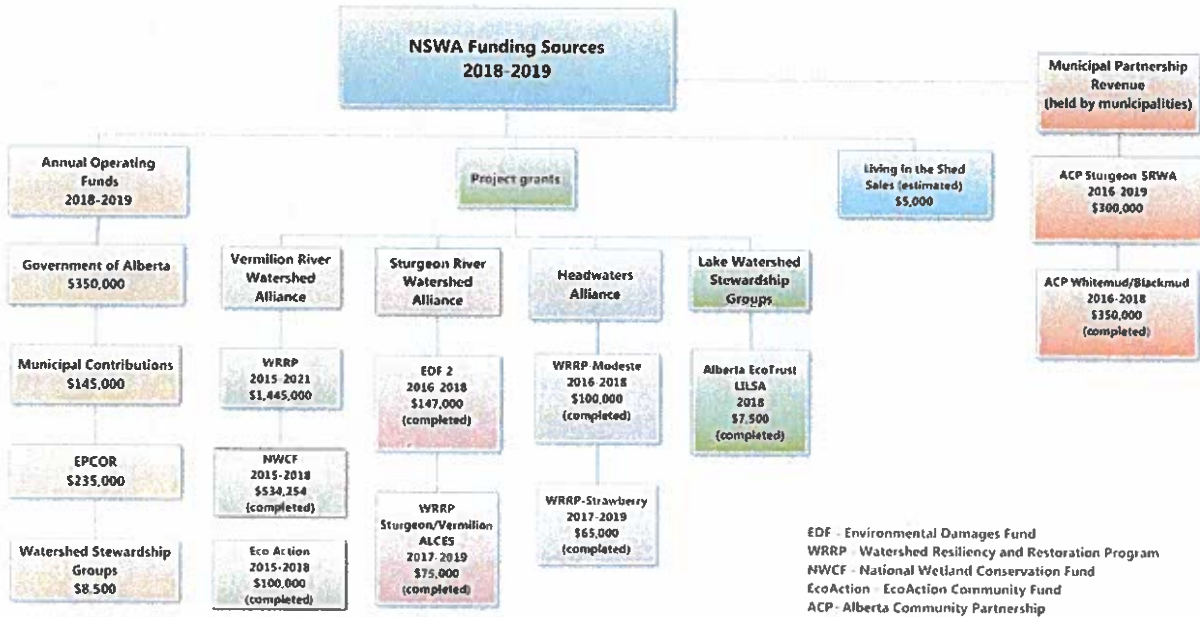 NSWA Funding Sources
2018-2019
Municipal Partnership
Revenue
(held by municipalities)
Annual Operating
Funds
2018-2019
Project grants
Living in the Shed
Sales (estimated)
$5,000
ACP Sturgeon SRWA
2016-2019
$300,000
Government of Alberta
$350,000
Vermilion River
Watershed
Alliance
Sturgeon River
Watershed
Alliance
Headwaters
Alliance
Lake Watershed
Stewardship
Groups
ACP Whitemud/Blackmud
2016-2018
$350,000
(completed)
Municipal Contributions
$145,000
WRRP
2015-2021
$1,445,000
EDF 2
2016-2018
$147,000
(completed)
WRRP-Modeste
2016-2018
$100,000
(completed)
Alberta EcoTrust
LILSA
2018
$7,500
(completed)
EPCOR
$235,000
NWCF
2015-2018
$534,254
(completed)
WRRP
Sturgeon/Vermilion
ALCES
2017-2019
$75,000
(completed)
WRRP-Strawberry
2017-2019
$65,000
(completed)
Watershed Stewardship
Groups
$8,500
Eco Action
2015-2018
$100,000
(completed)
EDF - Environmental Damages Fund
WRRP - Watershed Resiliency and Restoration Program
NWCF - National Wetland Conservation Fund
EcoAction - EcoAction Community Fund
ACP - Alberta Community Partnership